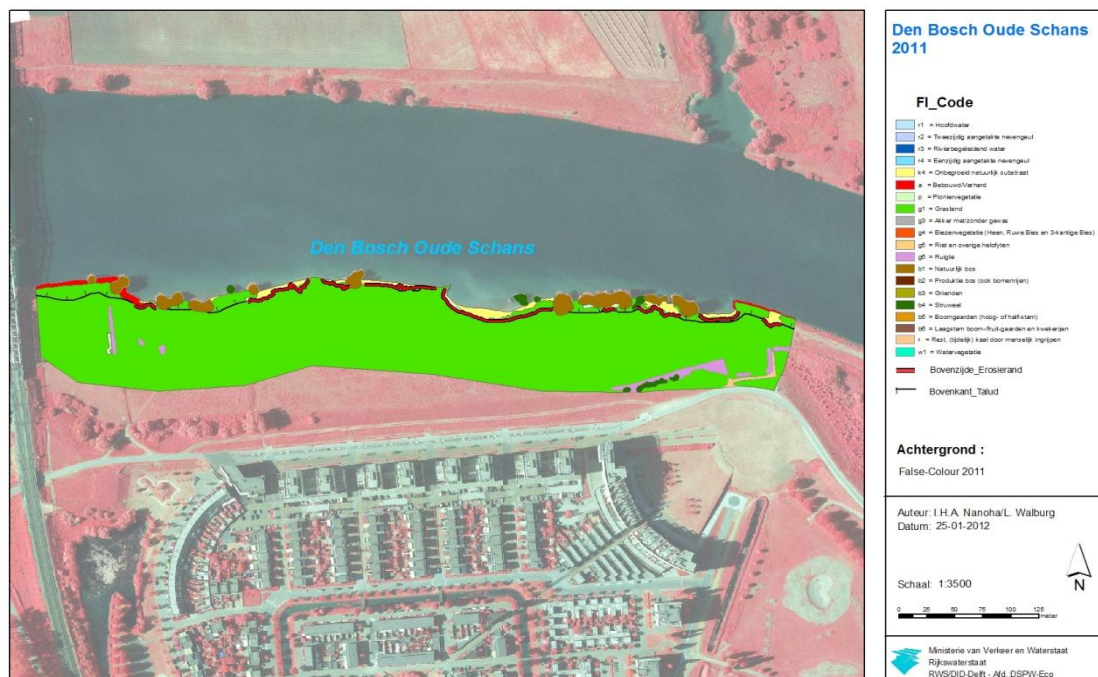 Den Bosch Oude Schans
Den Bosch Oude Schans
2011
FI_Code
r1 = Hoofdwater
r2 = Tweezijdig aangetakte nevengeul
r3 = Rivierbegeleidend water
r4 = Eenzijdig aangetakte nevengeul
k4 = Onbegroeid natuurlijk substraat
a = Bebouwd/Verhard
p = Pioniervegetatie
g1 = Grasland
g3 = Akker met/zonder gewas
g4 = Biezenvegetatie (Heen, Ruwe Bies en 3-kantige Bies)
g5 = Riet en overige helofyten
g6 = Ruigte
b1 = Natuurlijk bos
b2 = Produktie bos (ook bomenrijen)
b3 = Grienden
b4 = Struweel
b5 = Boomgaarden (hoog- of half-stam)
b6 = Laagstam boom-/fruit-gaarden en kwekerijen
r = Rest, (tijdelijk) kaal door menselijk ingrijpen
w1 = Watervegetatie
Bovenzijde_Erosierand
Bovenkant_Talud
Achtergrond :
False-Colour 2011
Auteur: I.H.A. Nanoha/L. Walburg
Datum: 25-01-2012
Schaal: 1:3500
N
0 25 50 75 100 125
meter
Ministerie van Verkeer en Waterstaat
Rijkswaterstaat
RWS/DID-Delft - Afd. DSPW-Eco